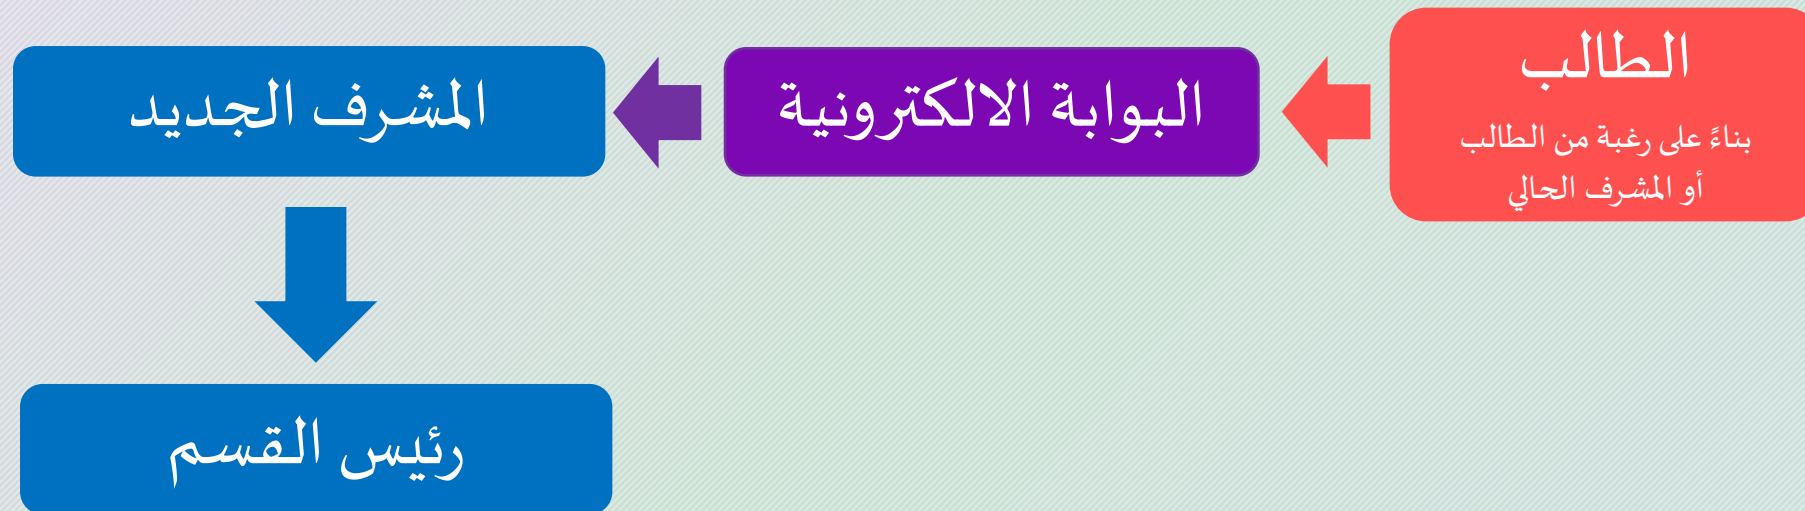 الطالب
بناءً على رغبة من الطالب
أو المشرف الحالي
البوابة الالكترونية
المشرف الجديد
رئيس القسم